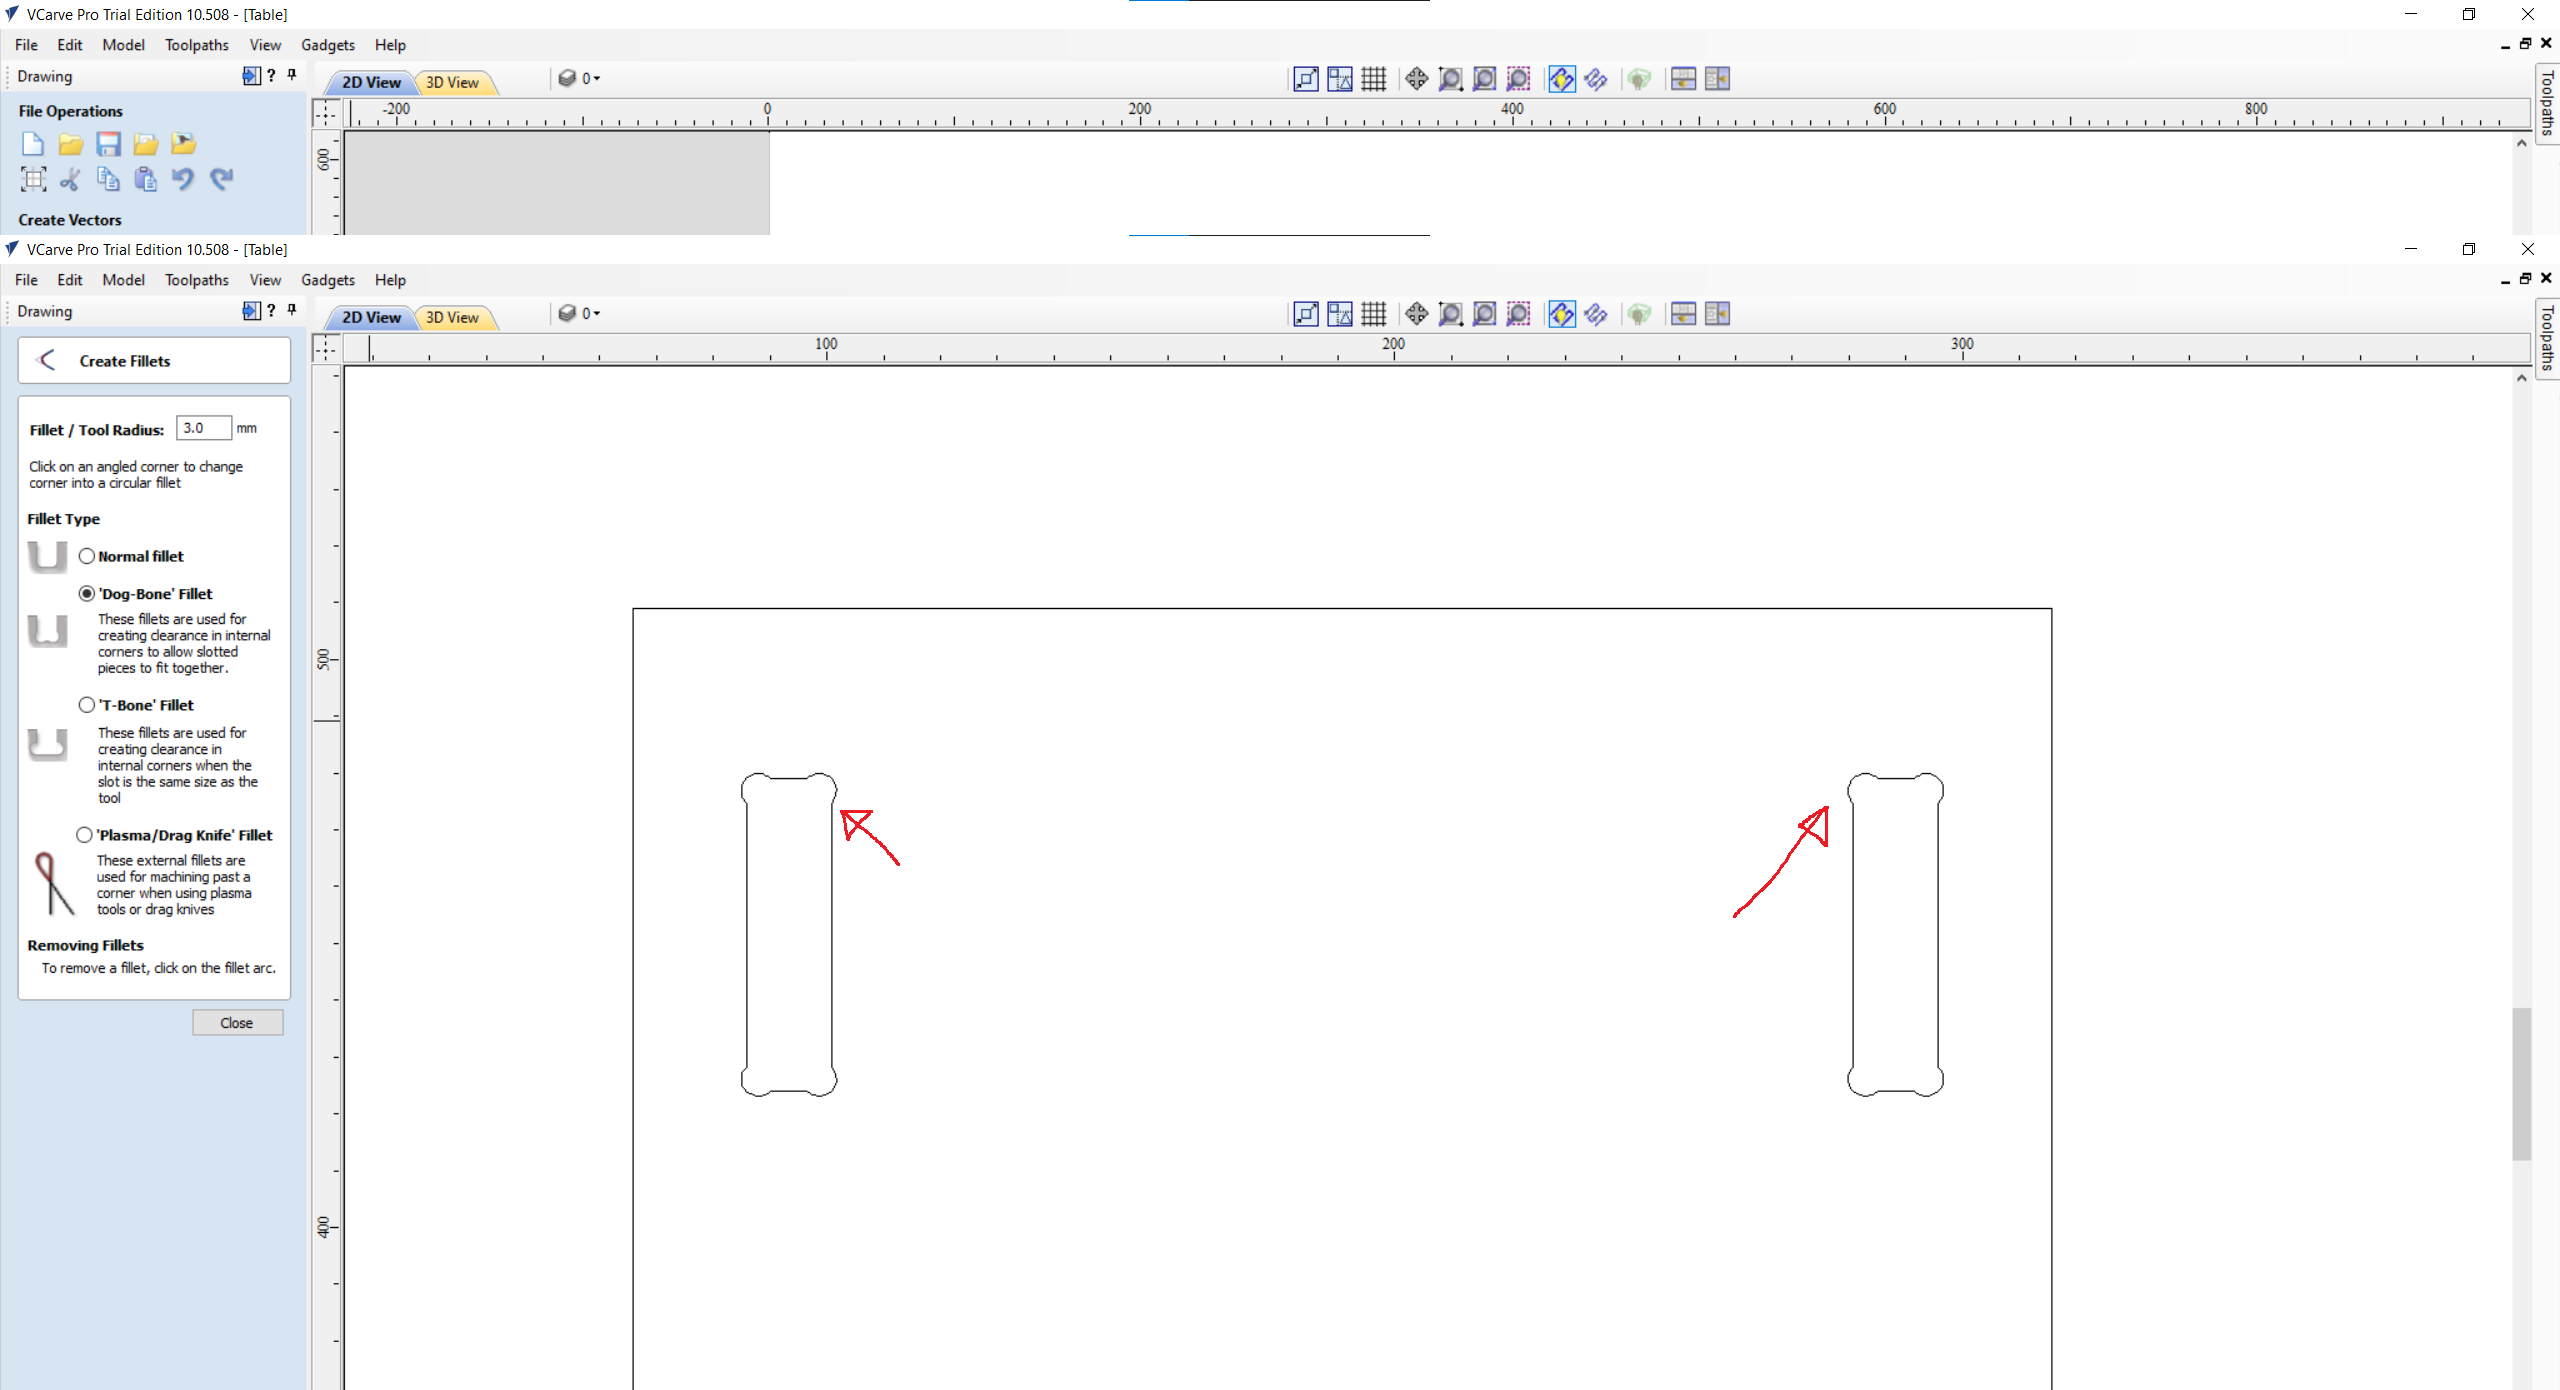 VCarve Pro Trial Edition 10.508 - [Table]
File Edit Model Toolpaths View Gadgets Help
Drawing ?
2D View 3D View 0
Toolpaths
File Operations
-200 0 200 400 600 800
600
Create Vectors
VCarve Pro Trial Edition 10.508 - [Table]
File Edit Model Toolpaths View Gadgets Help
Drawing ?
2D View 3D View 0
Toolpaths
100 200 300
Create Fillets
Fillet / Tool Radius: 3.0 mm
Click on an angled corner to change
corner into a circular fillet
Fillet Type
Normal fillet
'Dog-Bone' Fillet
These fillets are used for
creating clearance in internal
corners to allow slotted
pieces to fit together.
'T-Bone' Fillet
These fillets are used for
creating clearance in
internal corners when the
slot is the same size as the
tool
'Plasma/Drag Knife' Fillet
These external fillets are
used for machining past a
corner when using plasma
tools or drag knives
Removing Fillets
To remove a fillet, click on the fillet arc.
Close
500
400